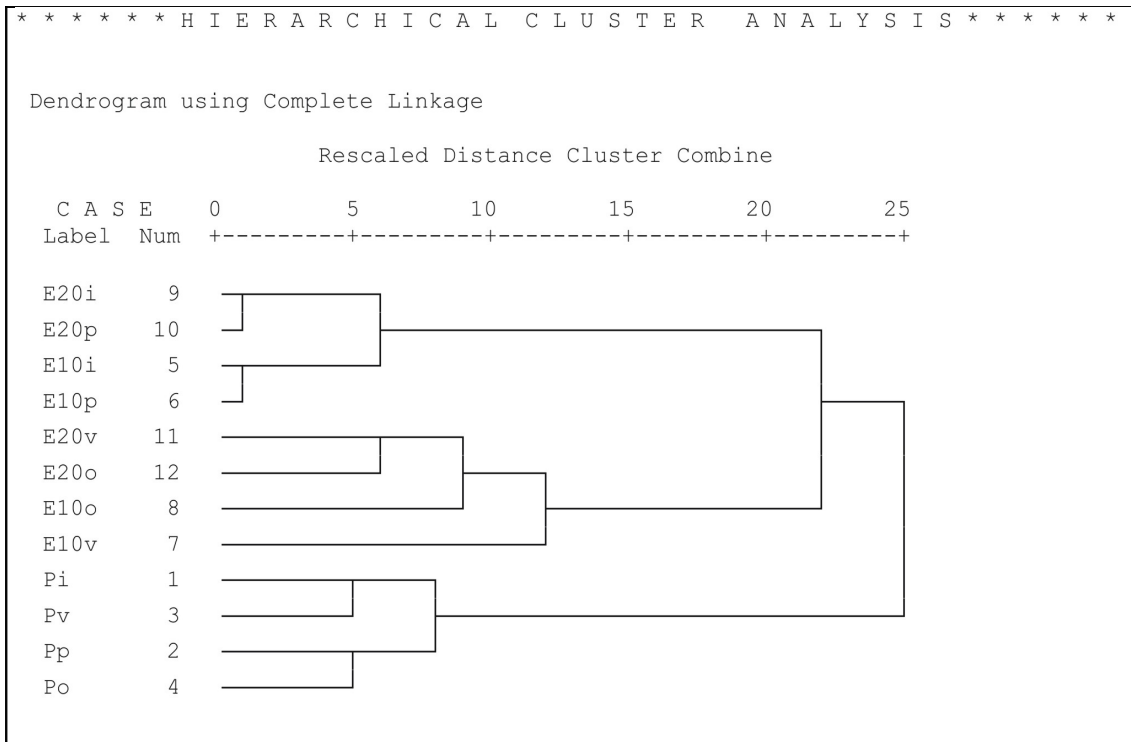 * * * * * * H I E R A R C H I C A L  C L U S T E R   A N A L Y S I S * * * * * *
Dendrogram using Complete Linkage
Rescaled Distance Cluster Combine
C A S E    0         5        10        15        20        25
Label  Num  +---------+---------+---------+---------+---------+
E20i    9
E20p   10
E10i    5
E10p    6
E20v   11
E20o   12
E10o    8
E10v    7
Pi      1
Pv      3
Pp      2
Po      4